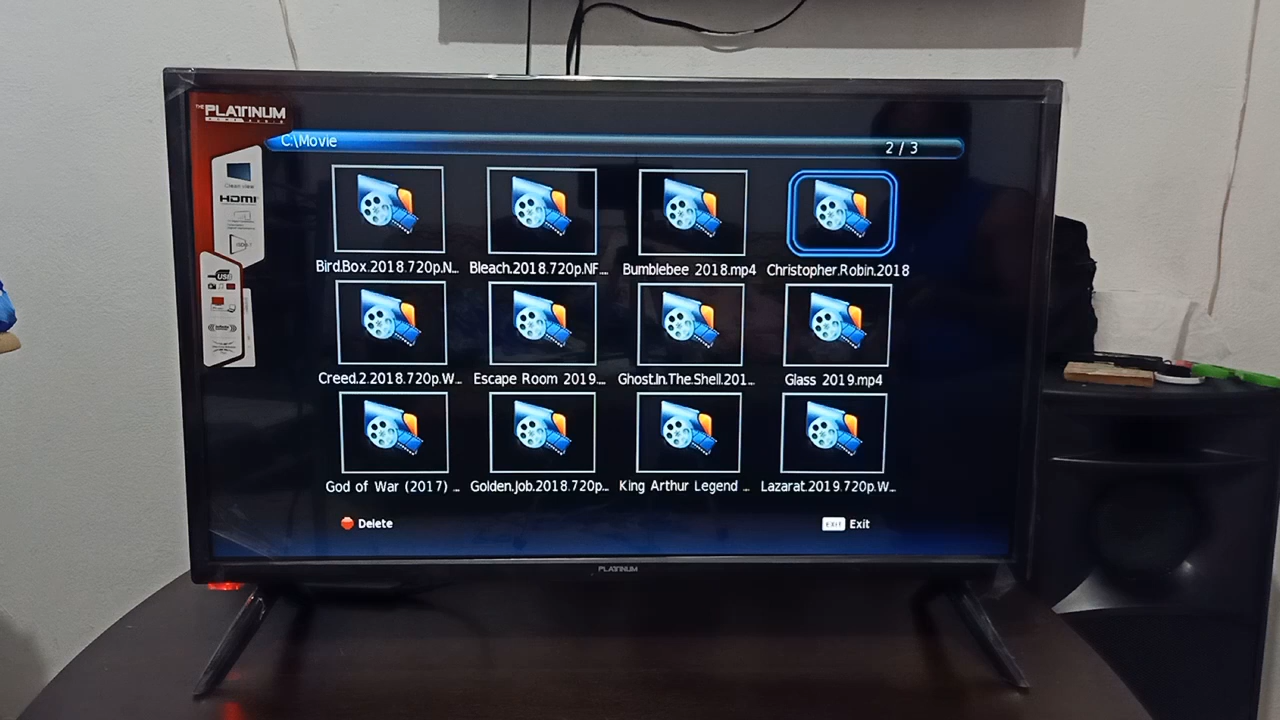 THE PLATINUM
C:\Movie
2 / 3
HDMI
USB
Bird.Box.2018.720p.N...
Bleach.2018.720p.NF....
Bumblebee 2018.mp4
Christopher.Robin.2018
Creed.2.2018.720p.W...
Escape Room 2019....
Ghost.In.The.Shell.201...
Glass 2019.mp4
God of War (2017) ...
Golden.Job.2018.720p...
King Arthur Legend ...
Lazarat.2019.720p.W...
Delete
EXIT Exit
PLATINUM